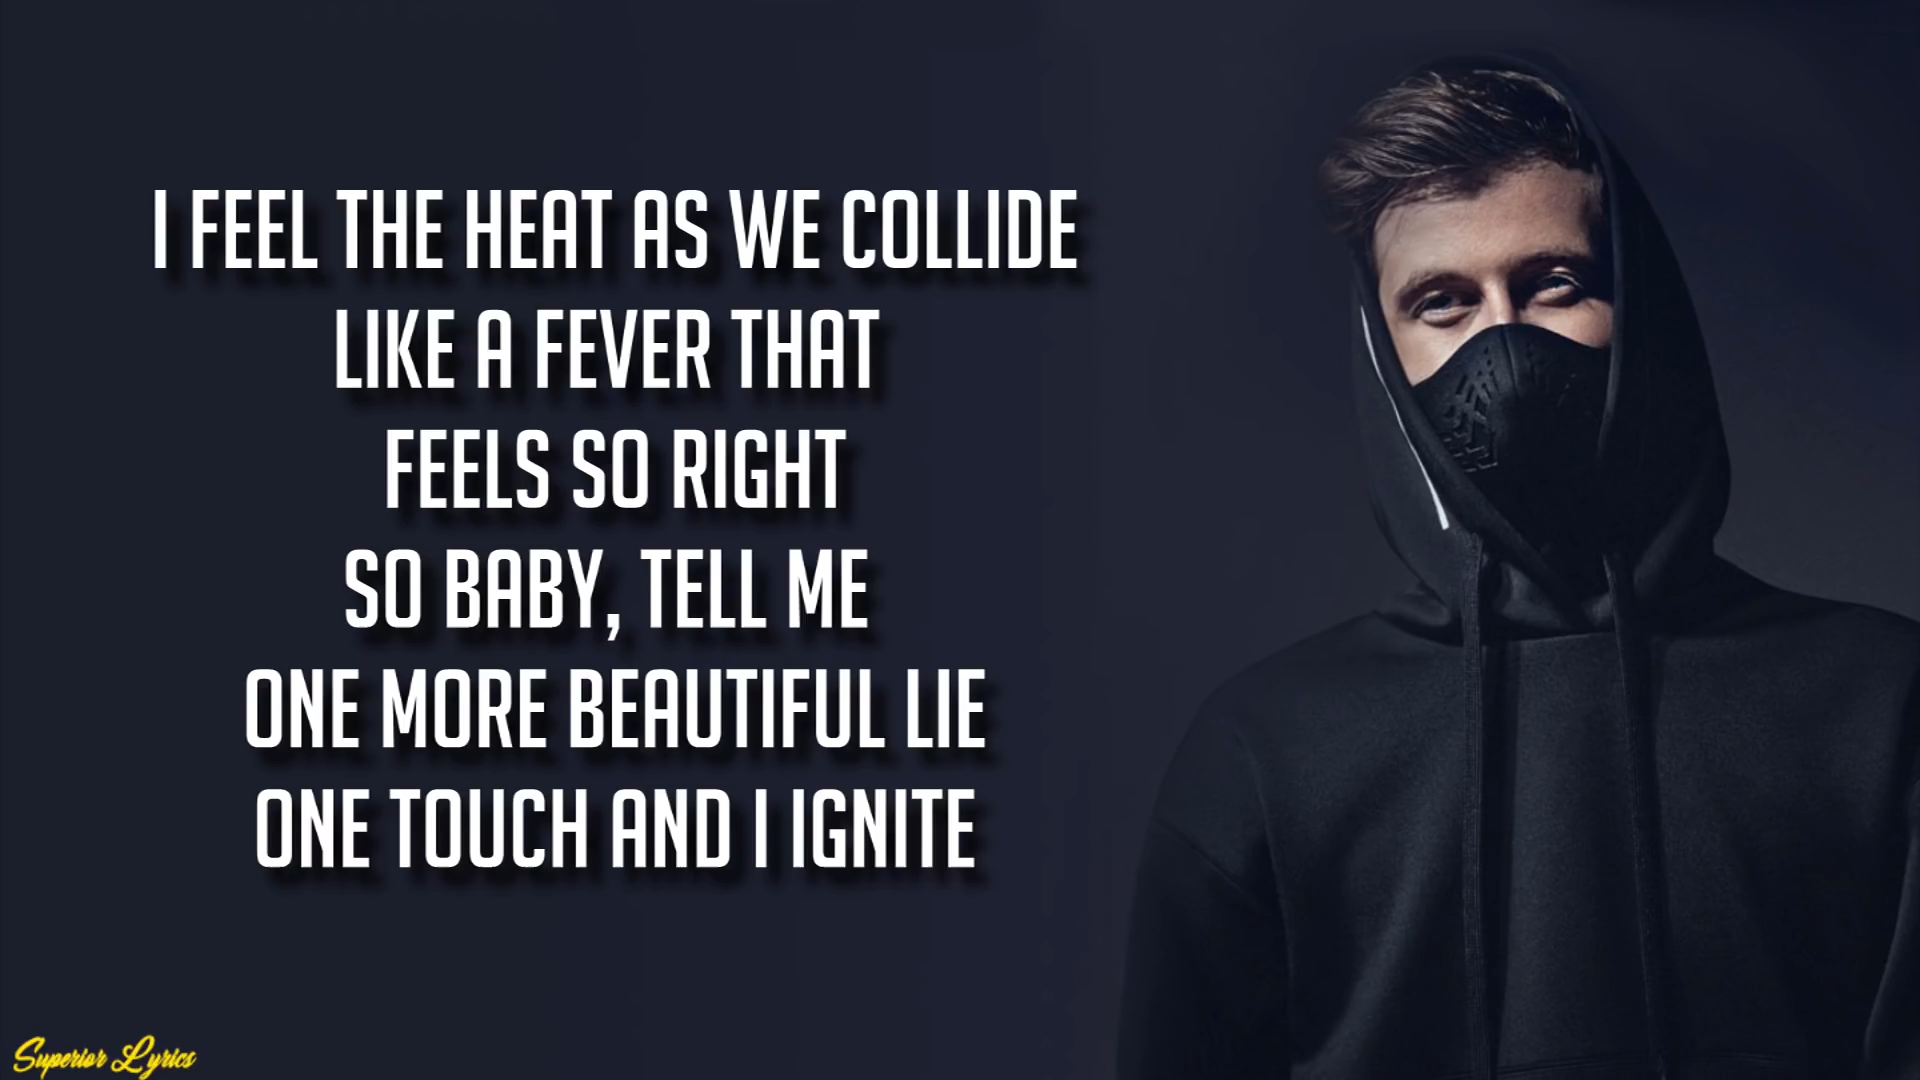 I FEEL THE HEAT AS WE COLLIDE
LIKE A FEVER THAT
FEELS SO RIGHT
SO BABY, TELL ME
ONE MORE BEAUTIFUL LIE
ONE TOUCH AND I IGNITE
Superior Lyrics